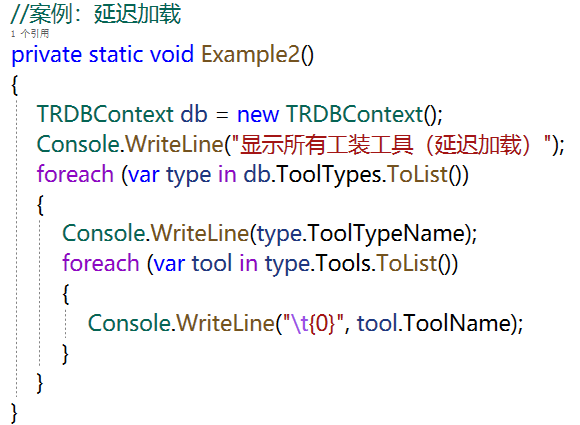 //案例：延迟加载
1 个引用
private static void Example2()
{
TRDBContext db = new TRDBContext();
Console.WriteLine("显示所有工装工具（延迟加载）");
foreach (var type in db.ToolTypes.ToList())
{
Console.WriteLine(type.ToolTypeName);
foreach (var tool in type.Tools.ToList())
{
Console.WriteLine("\t{0}", tool.ToolName);
}
}
}